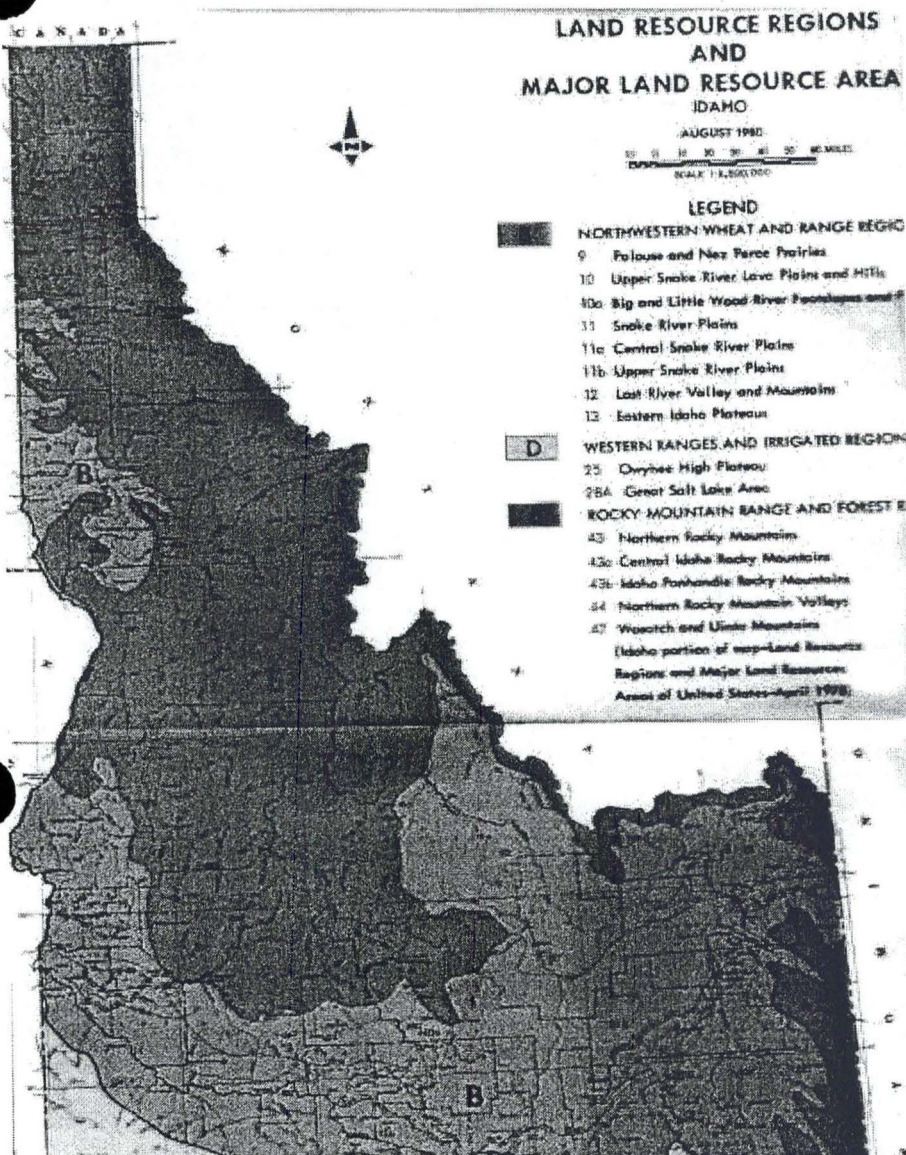 CANADA
LAND RESOURCE REGIONS
AND
MAJOR LAND RESOURCE AREA
IDAHO
AUGUST 1980
MILES
SCALE
LEGEND
NORTHWESTERN WHEAT AND RANGE REGIO
9 Palouse and Nez Perce Prairies
10 Upper Snake River Lava Plains and Hills
10a Big and Little Wood River Footslopes and P
11 Snake River Plains
11a Central Snake River Plains
11b Upper Snake River Plains
12 Lost River Valley and Mountains
13 Eastern Idaho Plateaus
D WESTERN RANGES AND IRRIGATED REGION
25 Owyhee High Plateau
28A Great Salt Lake Area
ROCKY MOUNTAIN RANGE AND FOREST R
43 Northern Rocky Mountains
43a Central Idaho Rocky Mountains
43b Idaho Panhandle Rocky Mountains
44 Northern Rocky Mountain Valleys
47 Wasatch and Uinta Mountains
(Idaho portion of map-Land Resource
Regions and Major Land Resources
Areas of United States-April 1978)
B
B